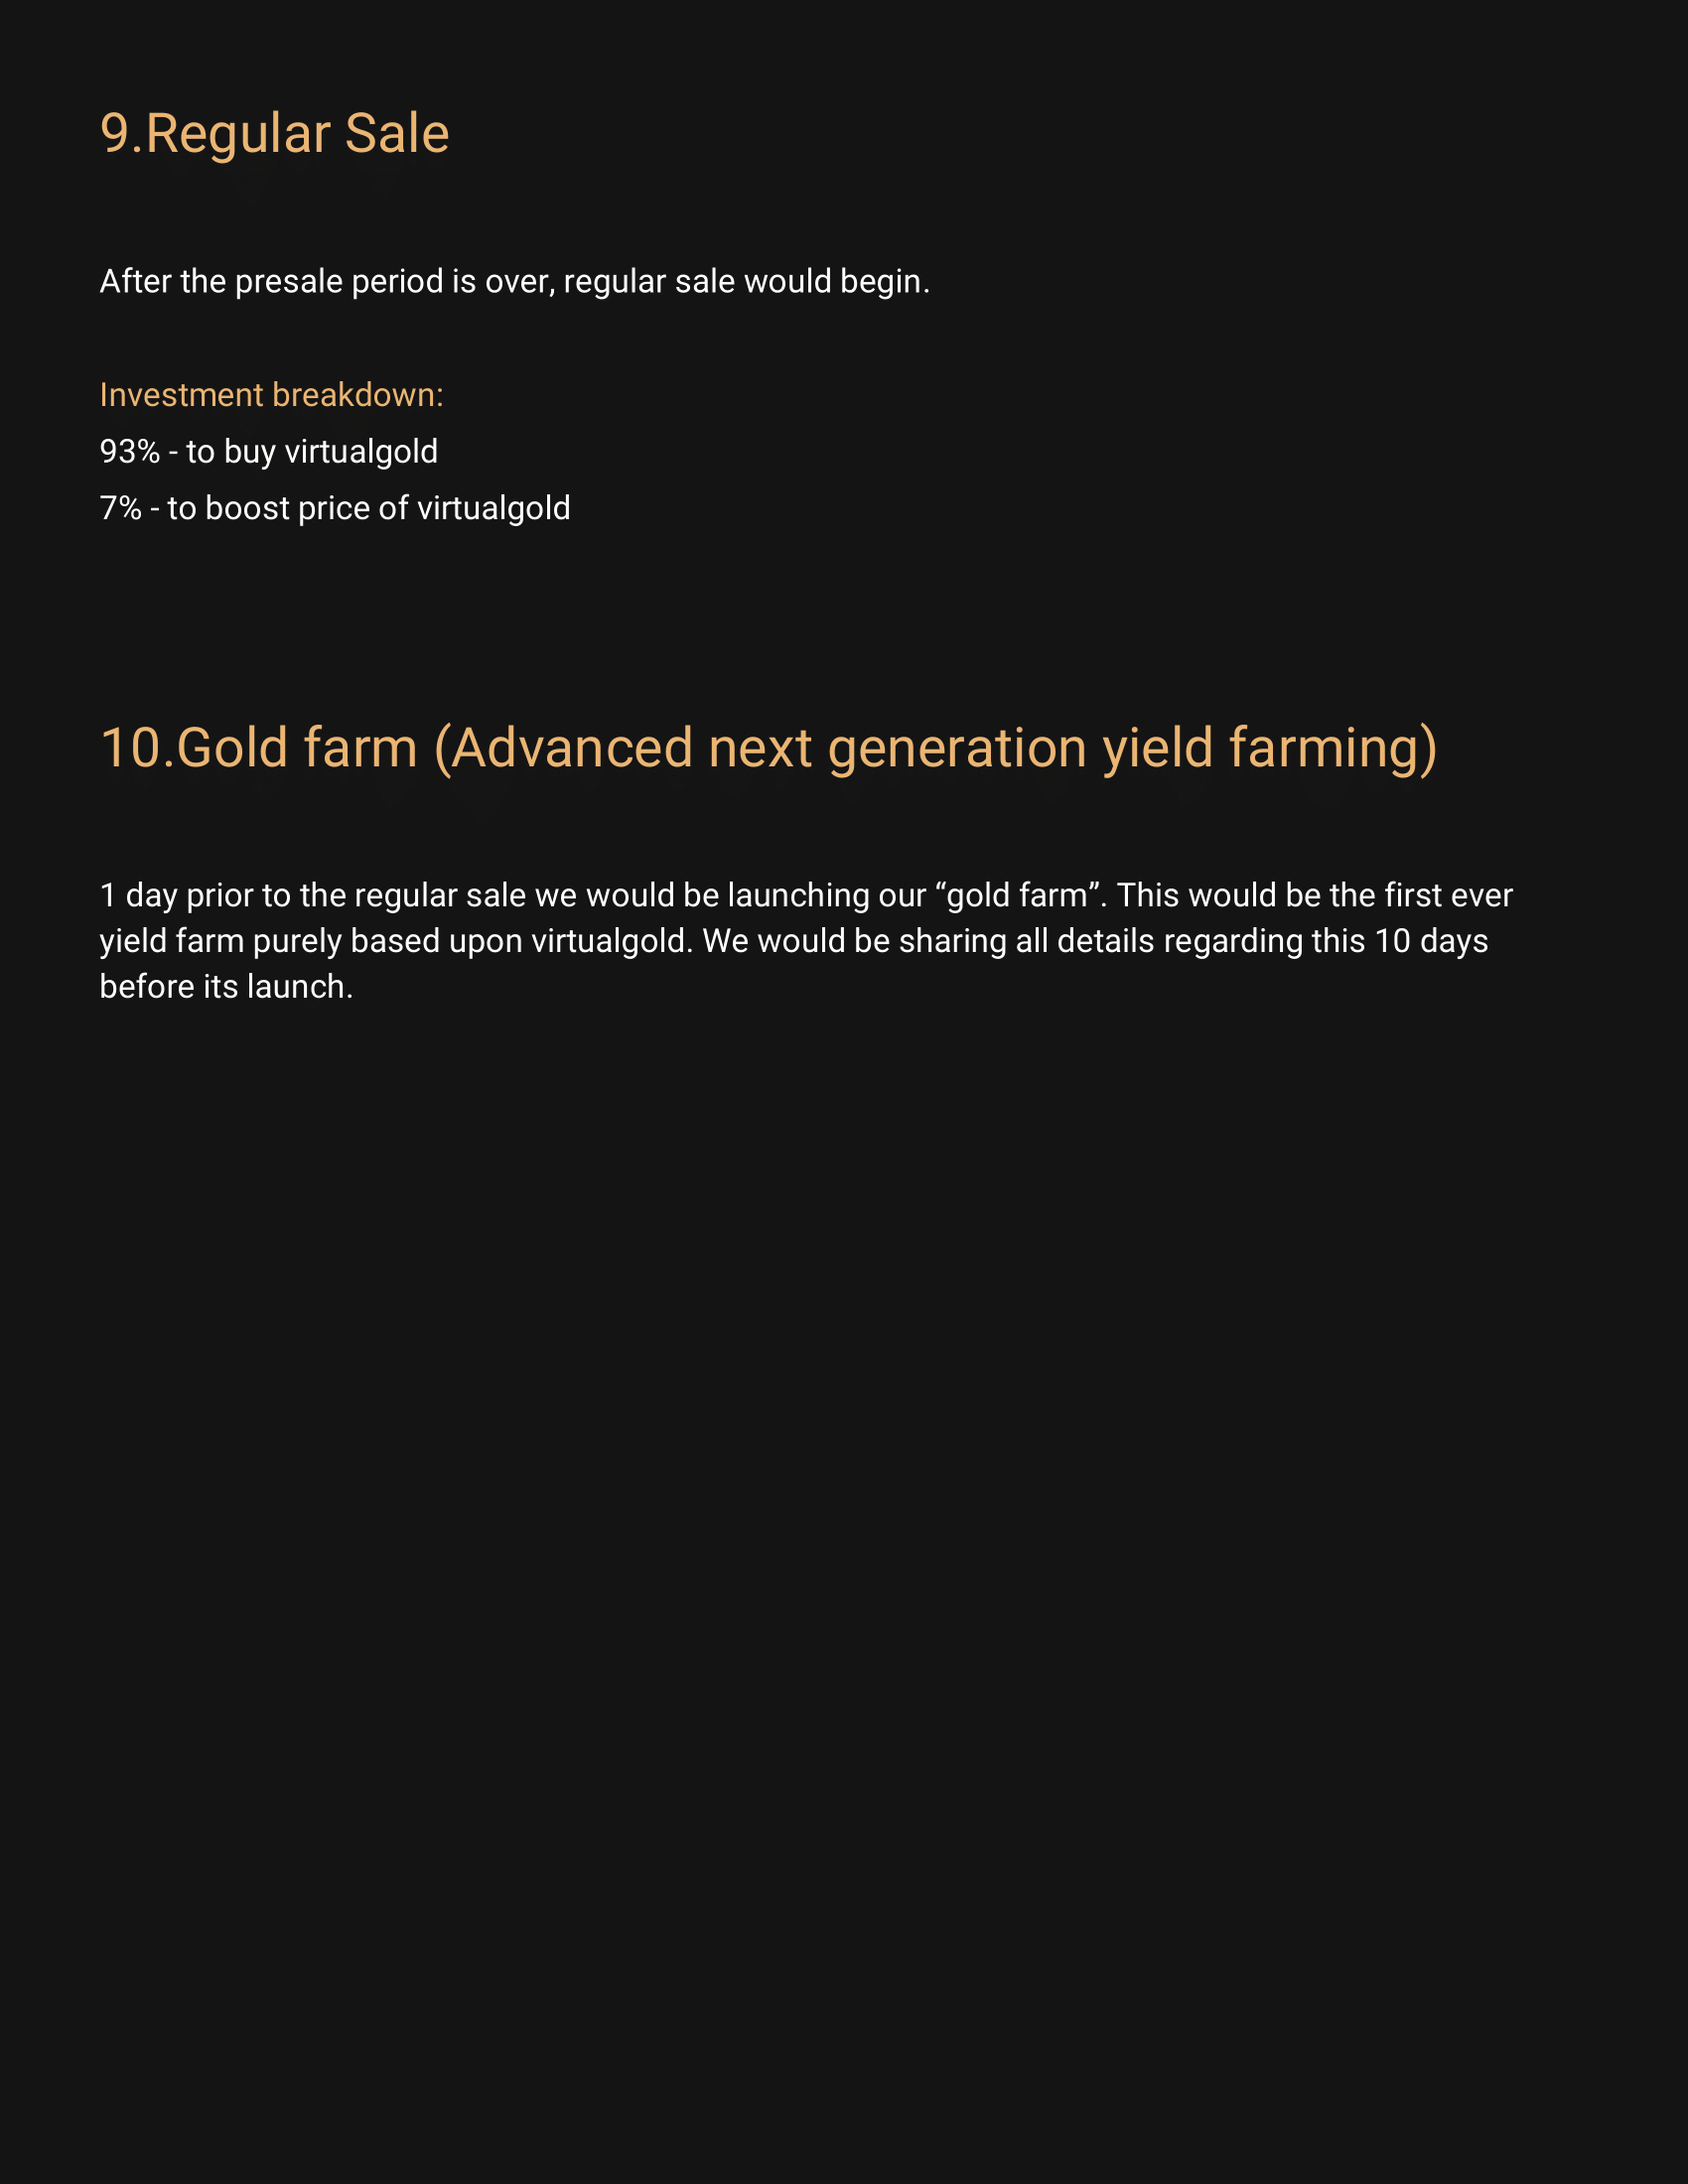 9.Regular Sale
After the presale period is over, regular sale would begin.
Investment breakdown:
93% - to buy virtualgold
7% - to boost price of virtualgold
10.Gold farm (Advanced next generation yield farming)
1 day prior to the regular sale we would be launching our “gold farm”. This would be the first ever
yield farm purely based upon virtualgold. We would be sharing all details regarding this 10 days
before its launch.